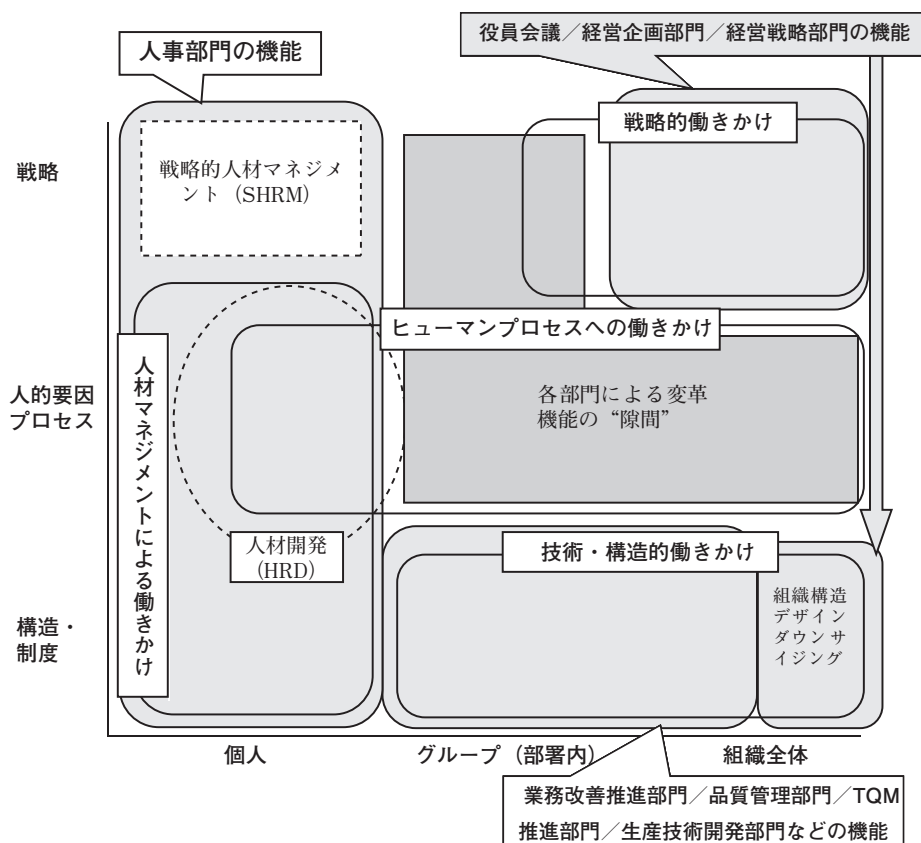 役員会議／経営企画部門／経営戦略部門の機能
人事部門の機能
戦略的働きかけ
戦略
戦略的人材マネジメ
ント（SHRM）
ヒューマンプロセスへの働きかけ
人的要因
プロセス
人材マネジメントによる働きかけ
各部門による変革
機能の“隙間”
人材開発
(HRD)
技術・構造的働きかけ
構造・
制度
組織構造
デザイン
ダウンサ
イジング
個人
グループ（部署内）
組織全体
業務改善推進部門／品質管理部門／TQM
推進部門／生産技術開発部門などの機能